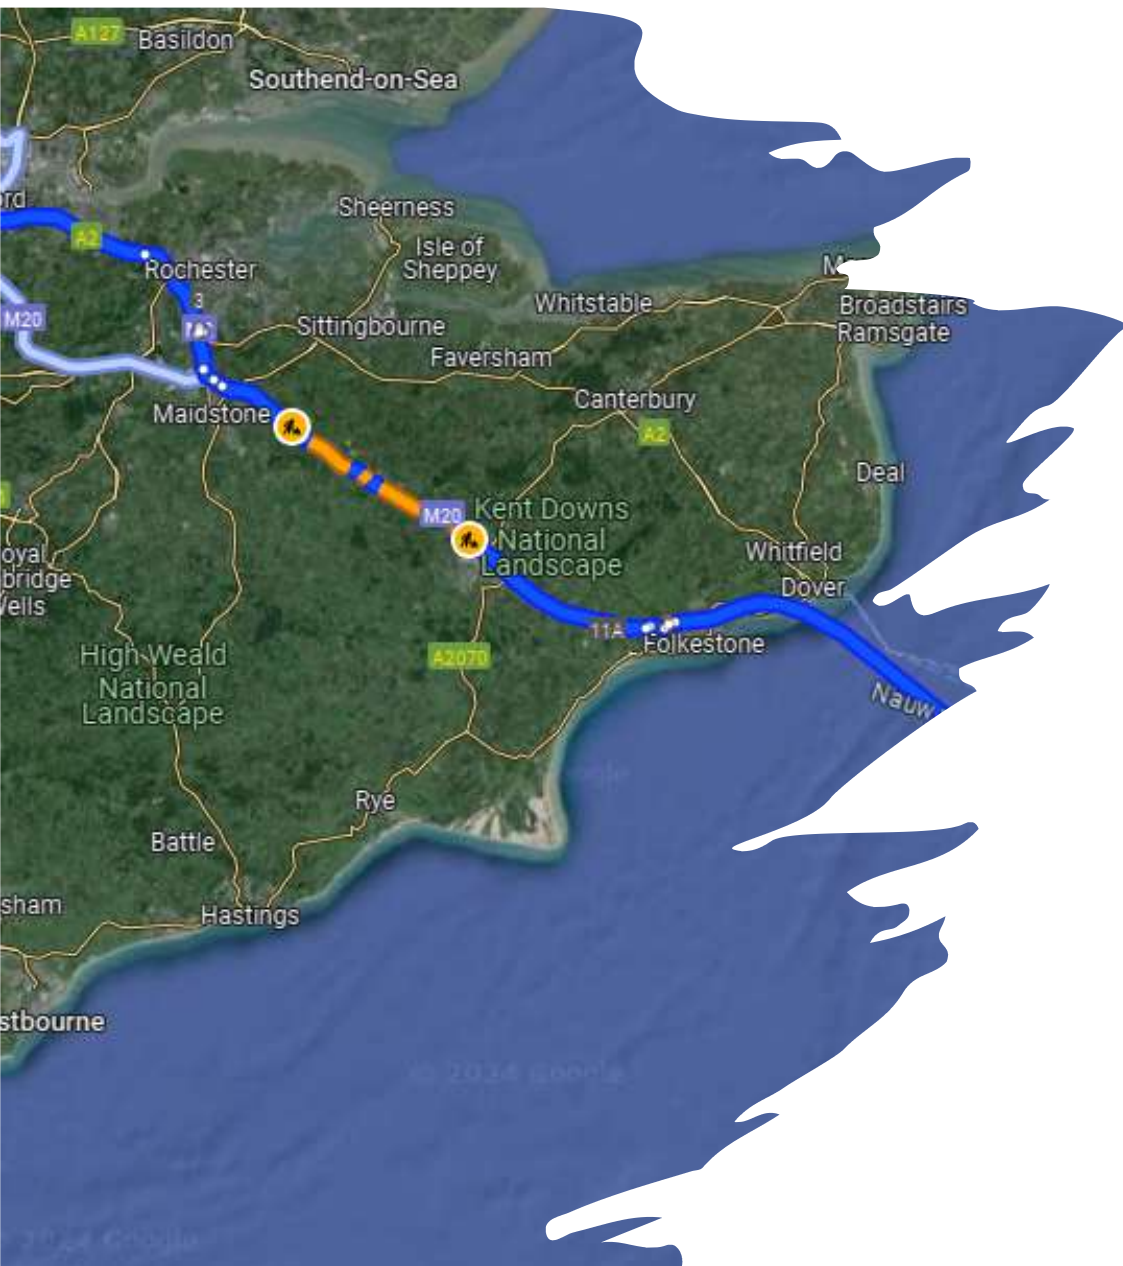 A127
Basildon
Southend-on-Sea
rd
A2
Sheerness
Isle of
Sheppey
Rochester
3
M20
Whitstable
Broadstairs
Ramsgate
Sittingbourne
Faversham
Canterbury
A2
Maidstone
Deal
M20
Kent Downs
National
Landscape
Whitfield
Dover
oyal
bridge
Vells
11A
Folkestone
A2070
High Weald
National
Landscape
Nauw
Rye
Battle
sham
Hastings
stbourne
© 2024 Google
2024 Google